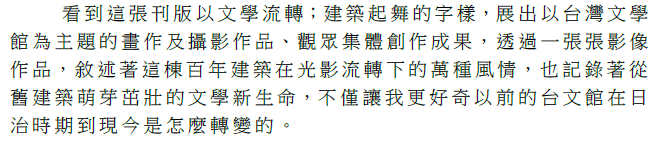 看到這張刊版以文學流轉；建築起舞的字樣，展出以台灣文學
館為主題的畫作及攝影作品、觀眾集體創作成果，透過一張張影像
作品，敘述著這棟百年建築在光影流轉下的萬種風情，也記錄著從
舊建築萌芽茁壯的文學新生命，不僅讓我更好奇以前的台文館在日
治時期到現今是怎麼轉變的。